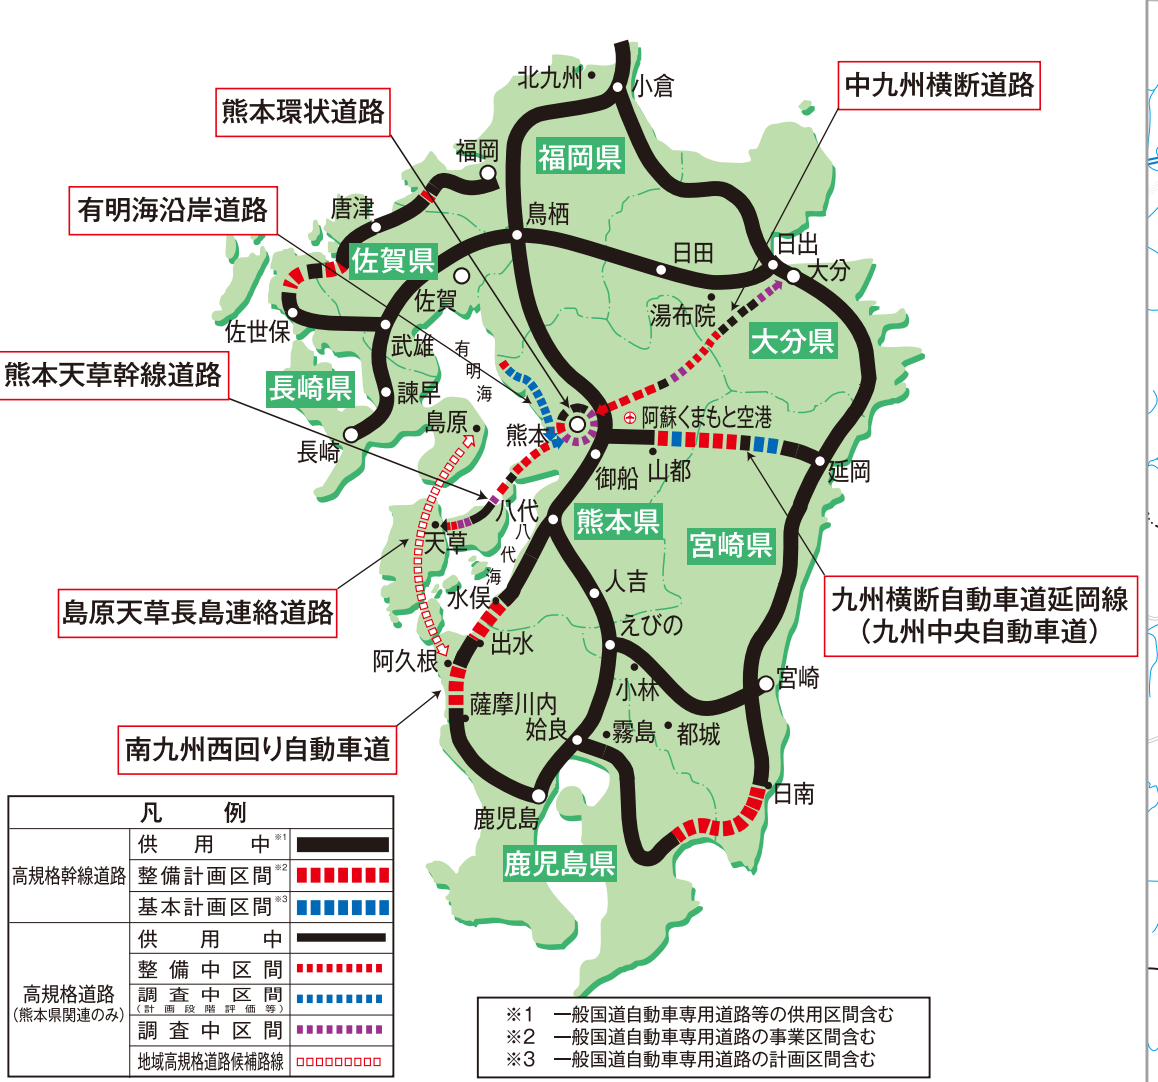 北九州
小倉
中九州横断道路
熊本環状道路
福岡
福岡県
有明海沿岸道路
唐津
鳥栖
日田
日出
大分
佐賀県
佐賀
湯布院
佐世保
武雄
大分県
有明海
熊本天草幹線道路
長崎県
諫早
島原
熊本
阿蘇くまもと空港
長崎
御船
山都
延岡
八代
熊本県
天草
八代海
宮崎県
人吉
水俣
九州横断自動車道延岡線
（九州中央自動車道）
島原天草長島連絡道路
えびの
出水
阿久根
小林
宮崎
薩摩川内
姶良
霧島
都城
南九州西回り自動車道
日南
鹿児島
鹿児島県
凡 例
高規格幹線道路
供用中※1
整備計画区間※2
基本計画区間※3
高規格道路
（熊本県関連のみ）
供用中
整備中区間
調査中区間
（計画段階評価等）
調査中区間
地域高規格道路候補路線
※1 一般国道自動車専用道路等の供用区間含む
※2 一般国道自動車専用道路の事業区間含む
※3 一般国道自動車専用道路の計画区間含む